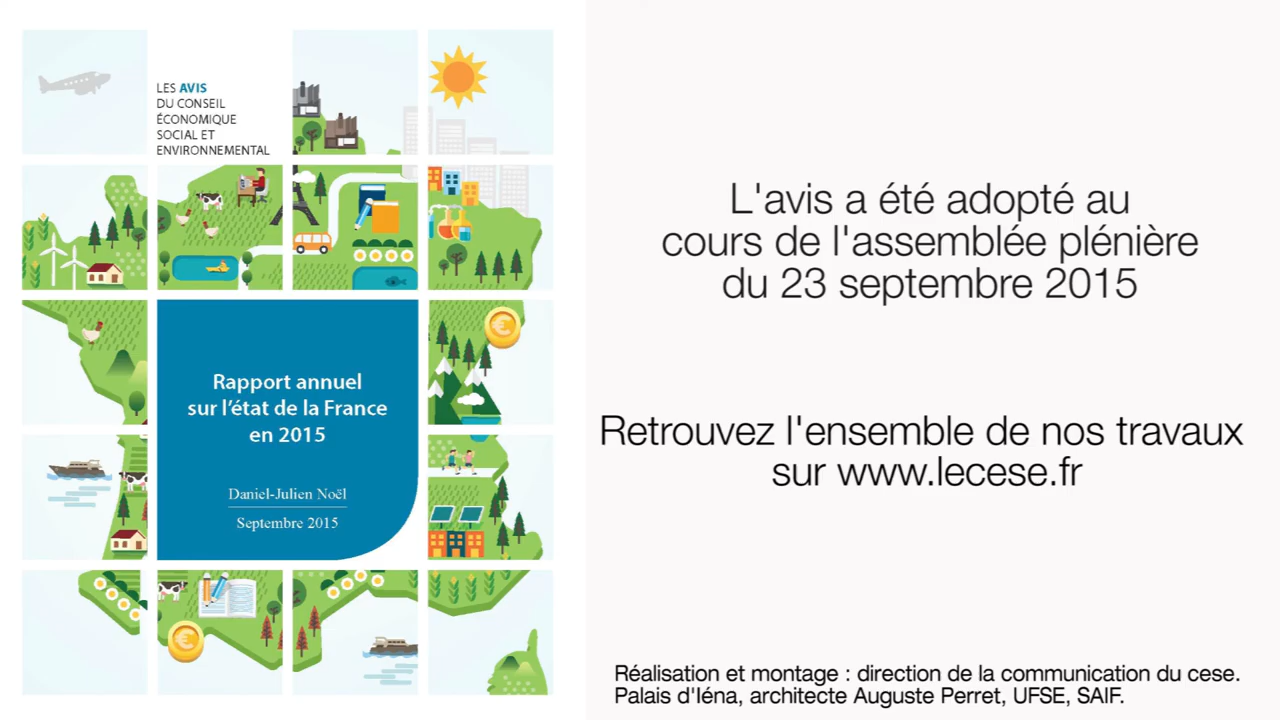 LES AVIS
DU CONSEIL
ÉCONOMIQUE
SOCIAL ET
ENVIRONNEMENTAL
Rapport annuel
sur l'état de la France
en 2015
Daniel-Julien Noël
Septembre 2015
L'avis a été adopté au
cours de l'assemblée plénière
du 23 septembre 2015
Retrouvez l'ensemble de nos travaux
sur www.lecese.fr
Réalisation et montage : direction de la communication du cese.
Palais d'Iéna, architecte Auguste Perret, UFSE, SAIF.